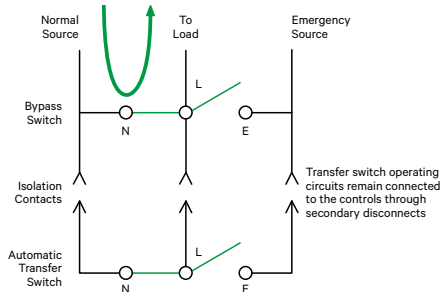 Normal
Source
To
Load
Emergency
Source
Bypass
Switch
L
N
E
Isolation
Contacts
Transfer switch operating
circuits remain connected
to the controls through
secondary disconnects
Automatic
Transfer
Switch
L
N
E